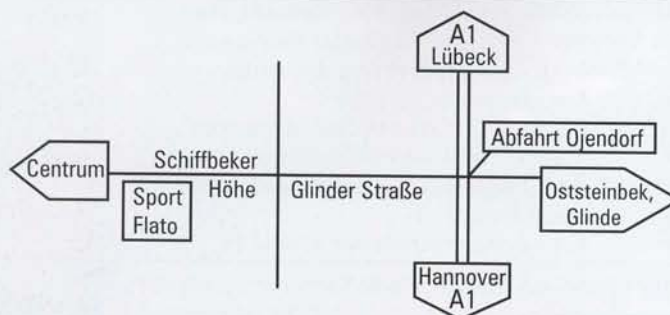 A1
Lübeck
Abfahrt Ojendorf
Centrum
Schiffbeker
Höhe
Glinder Straße
Sport
Flato
Oststeinbek,
Glinde
Hannover
A1